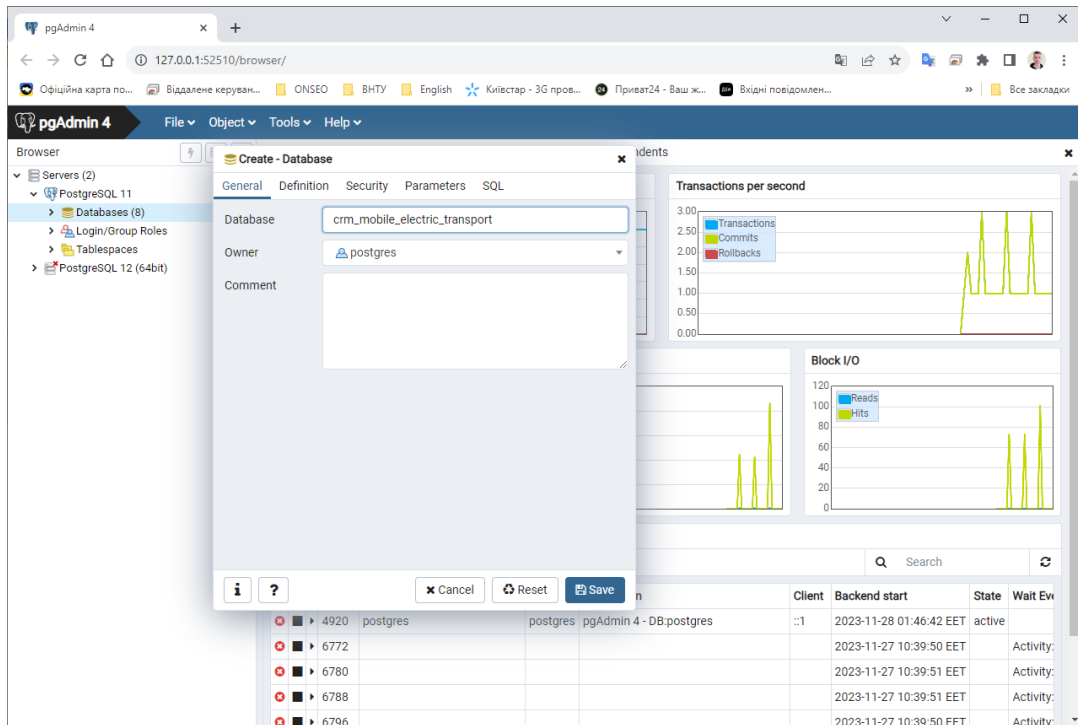 pgAdmin 4
127.0.0.1:52510/browser/
Офіційна карта по...
Віддалене керуван...
ONSEO
ВНТУ
English
Київстар - 3G пров...
Приват24 - Ваш ж...
Вхідні повідомлен...
»
Все закладки
pgAdmin 4
File
Object
Tools
Help
Browser
ndents
Servers (2)
PostgreSQL 11
Databases (8)
Login/Group Roles
Tablespaces
PostgreSQL 12 (64bit)
Create - Database
General Definition Security Parameters SQL
Database crm_mobile_electric_transport
Owner postgres
Comment
i ? Cancel Reset Save
Transactions per second
3.00
2.50
2.00
1.50
1.00
0.50
0.00
Transactions
Commits
Rollbacks
Block I/O
120
100
80
60
40
20
0
Reads
Hits
Search
n Client Backend start State Wait Eve
4920 postgres postgres pgAdmin 4 - DB:postgres ::1 2023-11-28 01:46:42 EET active
6772 2023-11-27 10:39:50 EET Activity:
6780 2023-11-27 10:39:51 EET Activity:
6788 2023-11-27 10:39:51 EET Activity:
6796 2023-11-27 10:39:50 EET Activity: